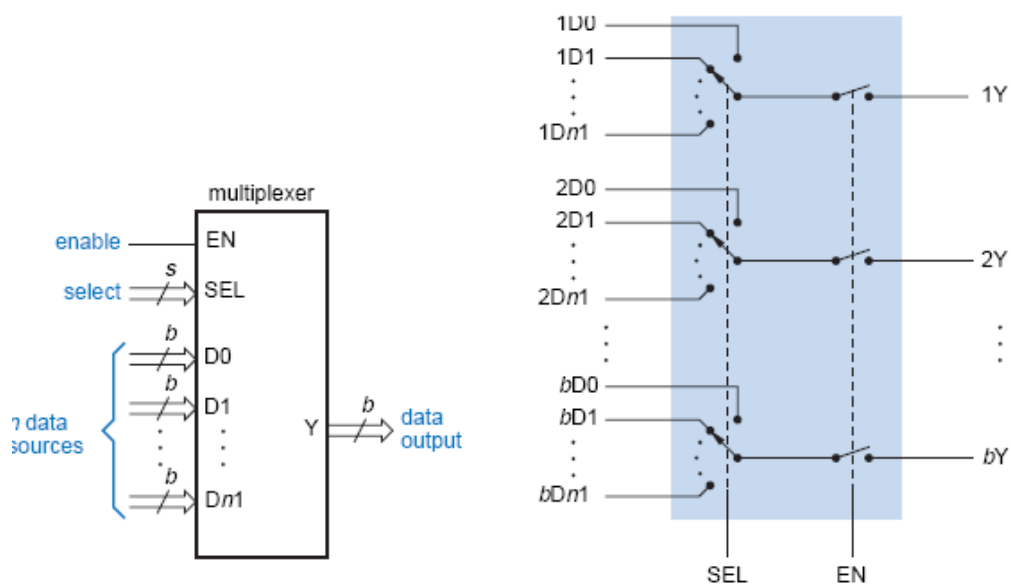 multiplexer
enable
EN
s
select
SEL
b
D0
b
D1
n data
sources
b
Dn1
Y
b
data
output
1D0
1D1
1Dn1
1Y
2D0
2D1
2Dn1
2Y
bD0
bD1
bDn1
bY
SEL
EN